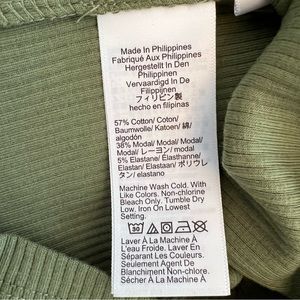 Made In Philippines
Fabriqué Aux Philippines
Hergestellt In Den
Philippinen
Vervaardigd In De
Filippijnen
フィリピン製
hecho en filipinas
57% Cotton/ Coton/
Baumwolle/ Katoen/ 綿/
algodón
38% Modal/ Modal/ Modal/
Modal/ レーヨン/ modal
5% Elastane/ Élasthanne/
Elastan/ Elastaan/ ポリウレ
タン/ elastano
Machine Wash Cold. With
Like Colors. Non-chlorine
Bleach Only. Tumble Dry
Low. Iron On Lowest
Setting.
30
Laver À La Machine À
L'eau Froide. Laver
Séparant Les Couleurs.
Seulement Agent De
Blanchiment Non-chlore.
Sécher À La Machine À